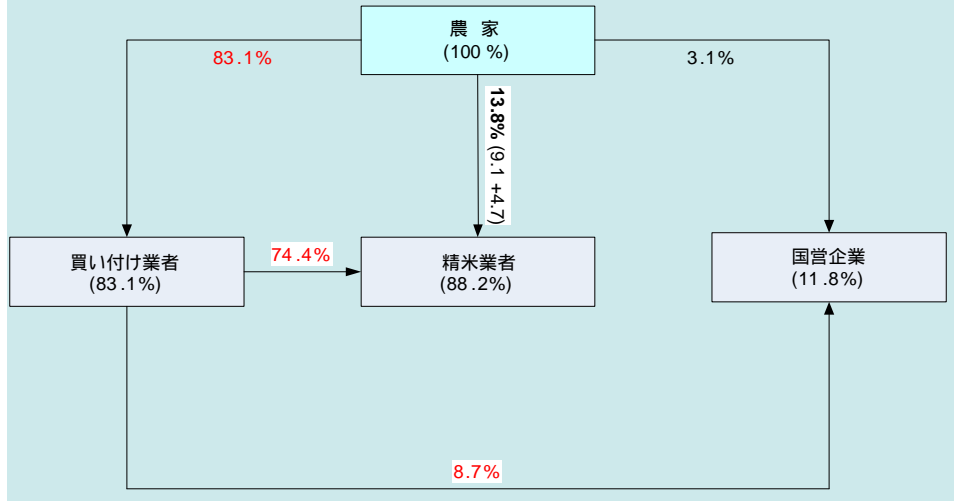 農 家
(100 %)
83.1%
3.1%
13.8% (9.1 +4.7)
買い付け業者
(83.1%)
74.4%
精米業者
(88.2%)
国営企業
(11.8%)
8.7%